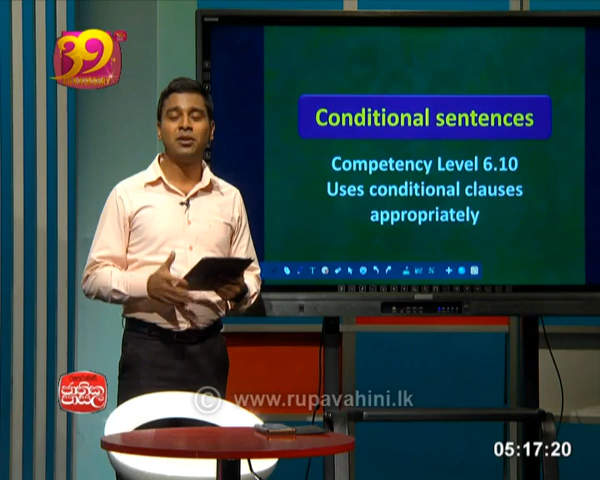 39
Conditional sentences
Competency Level 6.10
Uses conditional clauses
appropriately
© www.rupavahini.lk
05:17:20